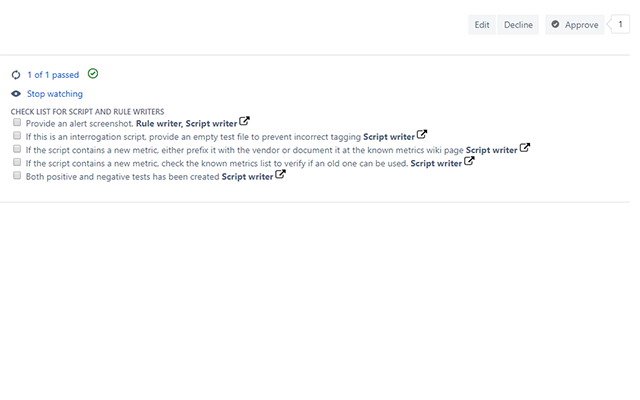 Edit Decline Approve 1
1 of 1 passed
Stop watching
CHECK LIST FOR SCRIPT AND RULE WRITERS
Provide an alert screenshot. Rule writer, Script writer
If this is an interrogation script, provide an empty test file to prevent incorrect tagging Script writer
If the script contains a new metric, either prefix it with the vendor or document it at the known metrics wiki page Script writer
If the script contains a new metric, check the known metrics list to verify if an old one can be used. Script writer
Both positive and negative tests has been created Script writer